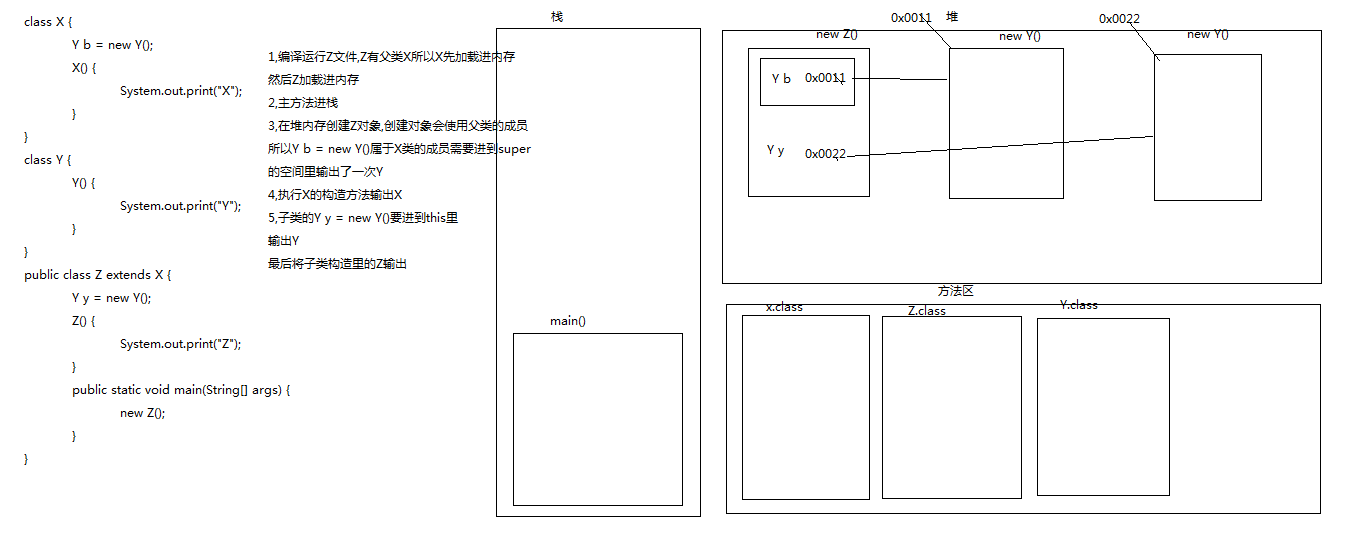 class X {
Y b = new Y();
X() {
System.out.print("X");
}
}
class Y {
Y() {
System.out.print("Y");
}
}
public class Z extends X {
Y y = new Y();
Z() {
System.out.print("Z");
}
public static void main(String[] args) {
new Z();
}
}
1,编译运行Z文件,Z有父类X所以X先加载进内存
然后Z加载进内存
2,主方法进栈
3,在堆内存创建Z对象,创建对象会使用父类的成员
所以Y b = new Y()属于X类的成员需要进到super
的空间里输出了一次Y
4,执行X的构造方法输出X
5,子类的Y y = new Y()要进到this里
输出Y
最后将子类构造里的Z输出
栈
main()
0x0011
堆
0x0022
new Z()
new Y()
new Y()
Y b 0x0011
Y y 0x0022
方法区
x.class
Z.class
Y.class